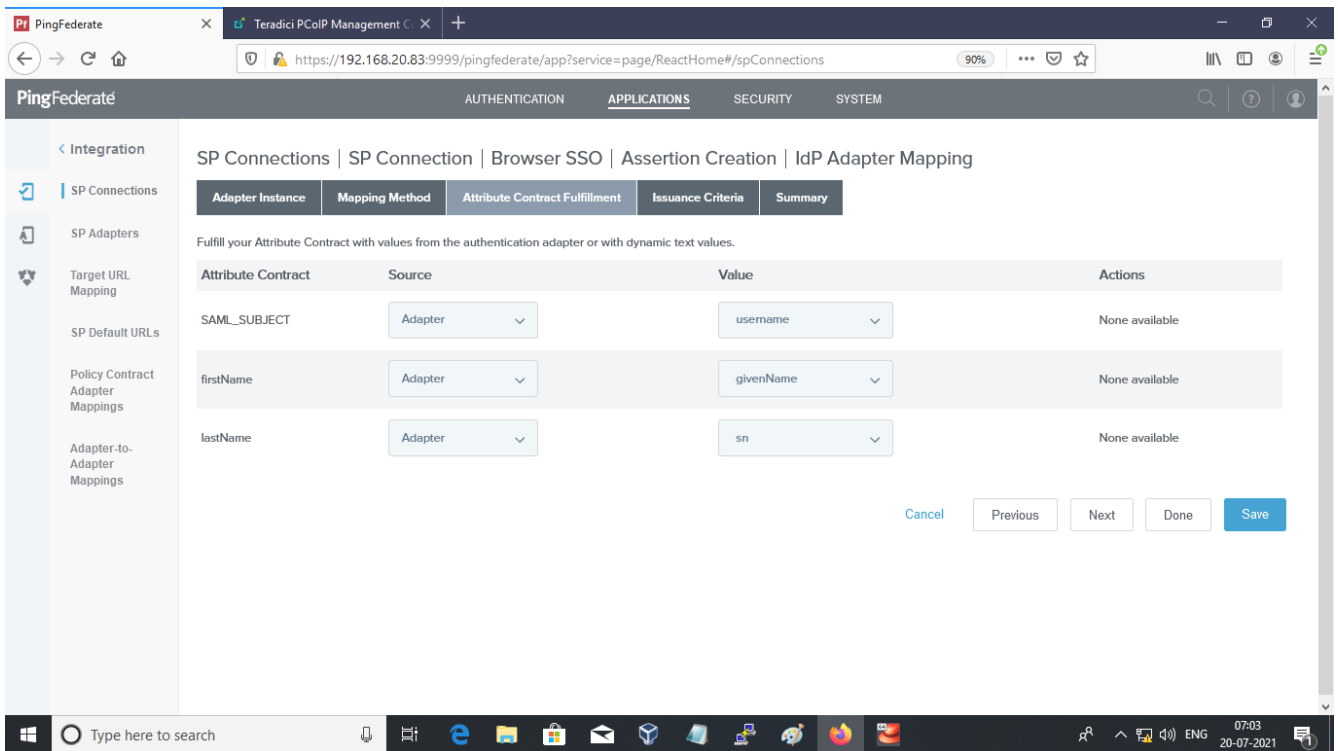 PingFederate
Teradici PCoIP Management C
https://192.168.20.83:9999/pingfederate/app?service=page/ReactHome#/spConnections
90%
PingFederate
AUTHENTICATION
APPLICATIONS
SECURITY
SYSTEM
Integration
SP Connections
SP Adapters
Target URL
Mapping
SP Default URLs
Policy Contract
Adapter
Mappings
Adapter-to-
Adapter
Mappings
SP Connections | SP Connection | Browser SSO | Assertion Creation | IdP Adapter Mapping
Adapter Instance
Mapping Method
Attribute Contract Fulfillment
Issuance Criteria
Summary
Fulfill your Attribute Contract with values from the authentication adapter or with dynamic text values.
Attribute Contract Source Value Actions
SAML_SUBJECT Adapter username None available
firstName Adapter givenName None available
lastName Adapter sn None available
Cancel Previous Next Done Save
Type here to search
ENG
07:03
20-07-2021
1